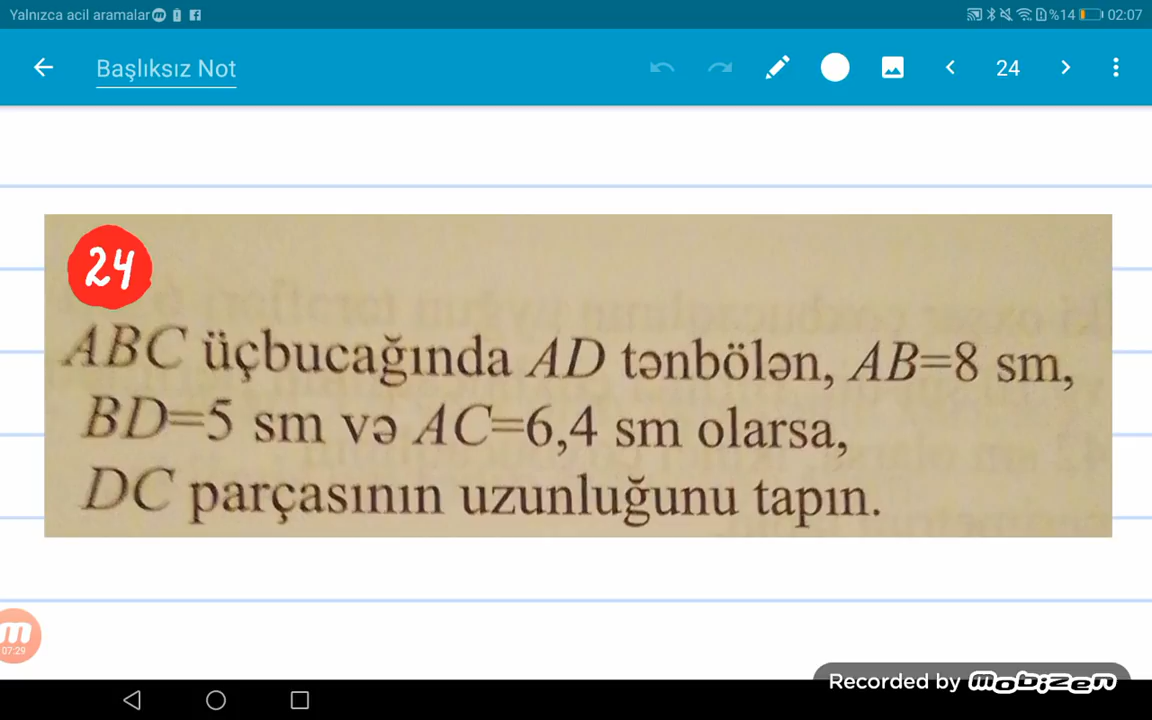 Yalnızca acil aramalar
%14 02:07
Başlıksız Not
24
24
ABC üçbucağında AD tənbölən, AB=8 sm,
BD=5 sm və AC=6,4 sm olarsa,
DC parçasının uzunluğunu tapın.
07:29
Recorded by mobizen